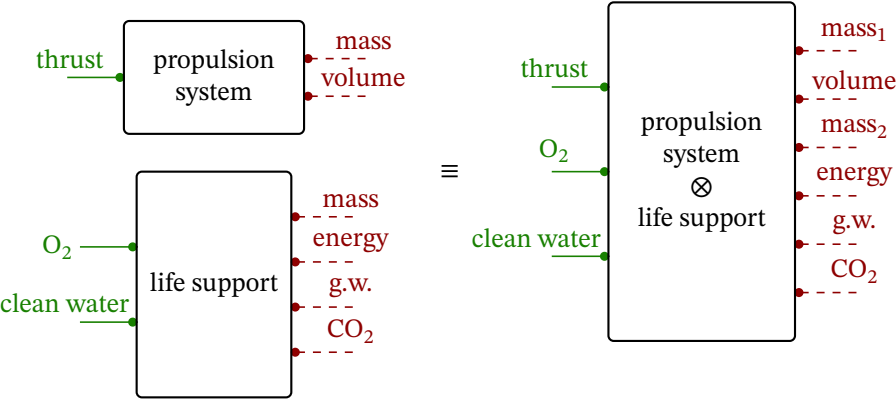 thrust
propulsion
system
mass
volume
O₂
clean water
life support
mass
energy
g.w.
CO₂
≡
thrust
O₂
clean water
propulsion
system
⊗
life support
mass₁
volume
mass₂
energy
g.w.
CO₂